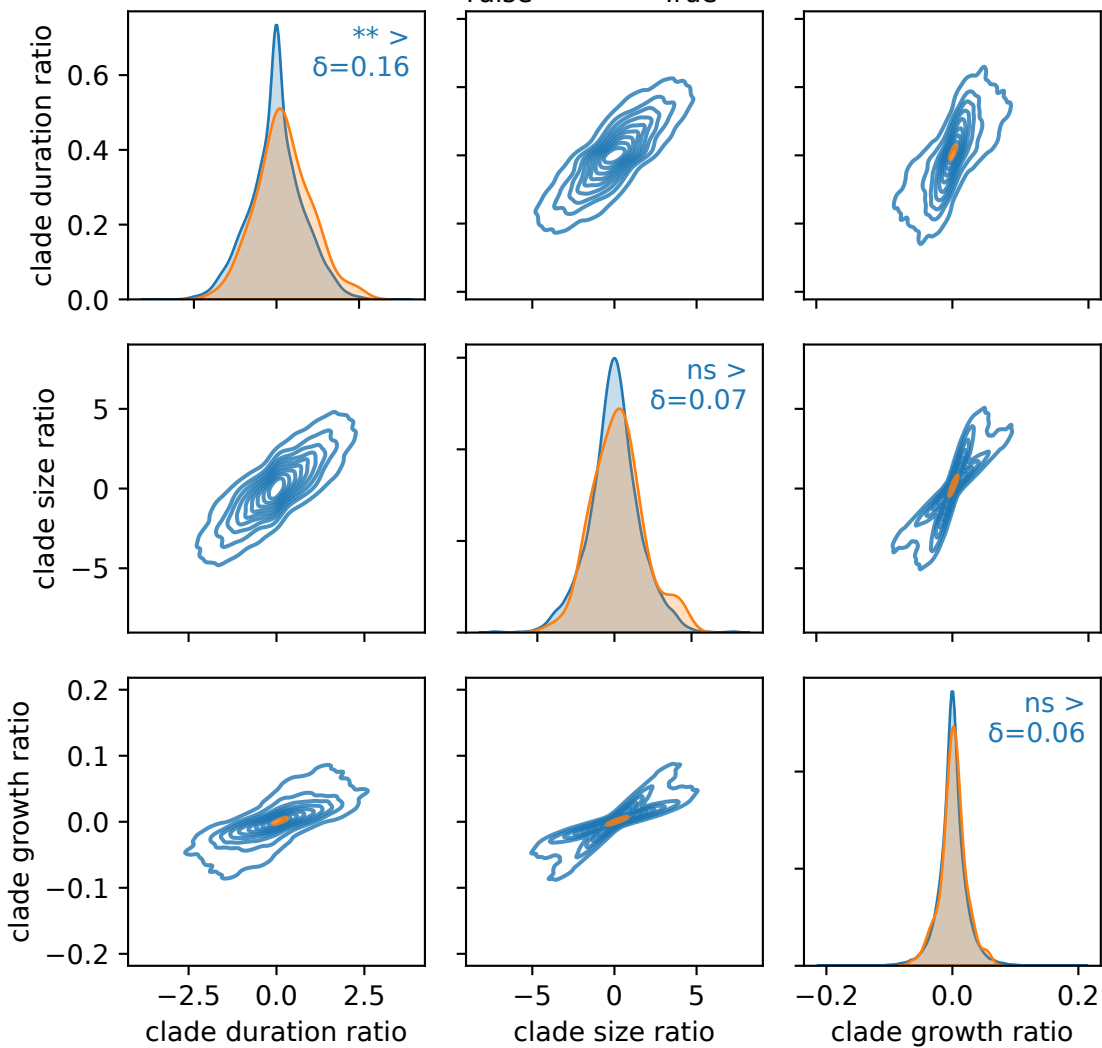 False True
clade duration ratio
0.6
0.4
0.2
0.0
** >
δ=0.16
clade size ratio
5
0
−5
ns >
δ=0.07
clade growth ratio
0.2
0.1
0.0
−0.1
−0.2
ns >
δ=0.06
−2.5 0.0 2.5
clade duration ratio
−5 0 5
clade size ratio
−0.2 0.0 0.2
clade growth ratio